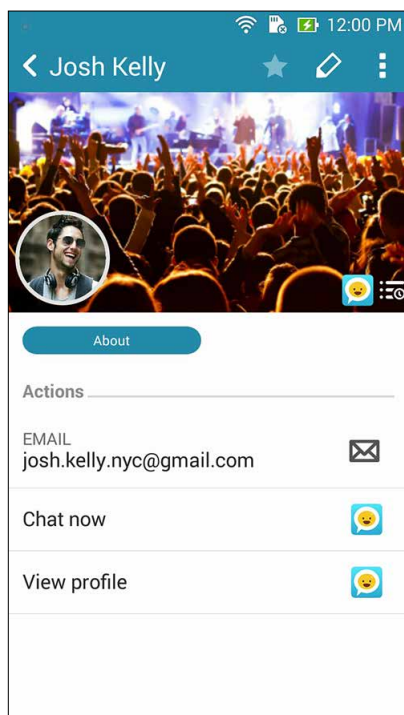 12:00 PM
Josh Kelly
About
Actions
EMAIL
josh.kelly.nyc@gmail.com
Chat now
View profile